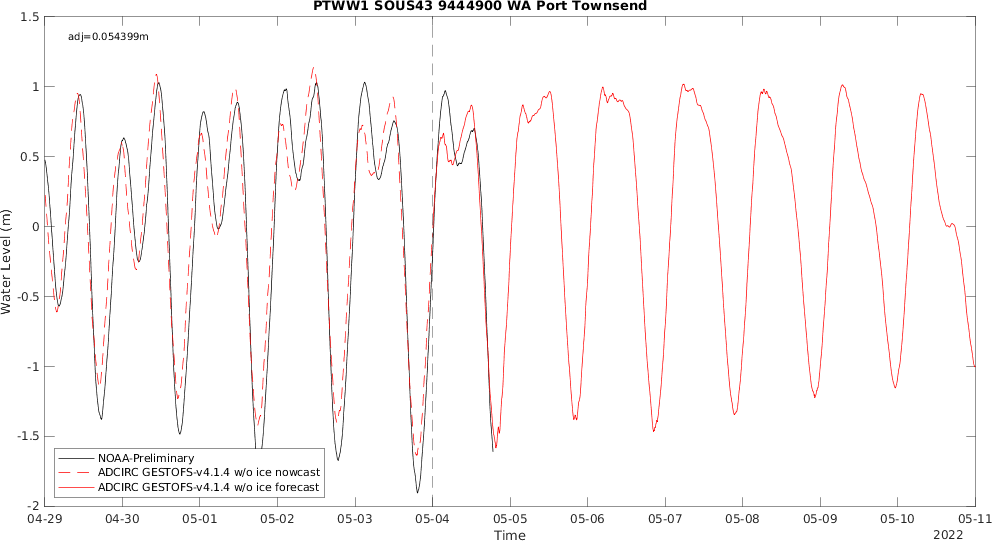 PTWW1 SOUS43 9444900 WA Port Townsend
adj=0.054399m
1.5
1
0.5
0
-0.5
-1
-1.5
-2
Water Level (m)
NOAA-Preliminary
ADCIRC GESTOFS-v4.1.4 w/o ice nowcast
ADCIRC GESTOFS-v4.1.4 w/o ice forecast
04-29 04-30 05-01 05-02 05-03 05-04 05-05 05-06 05-07 05-08 05-09 05-10 05-11
Time
2022